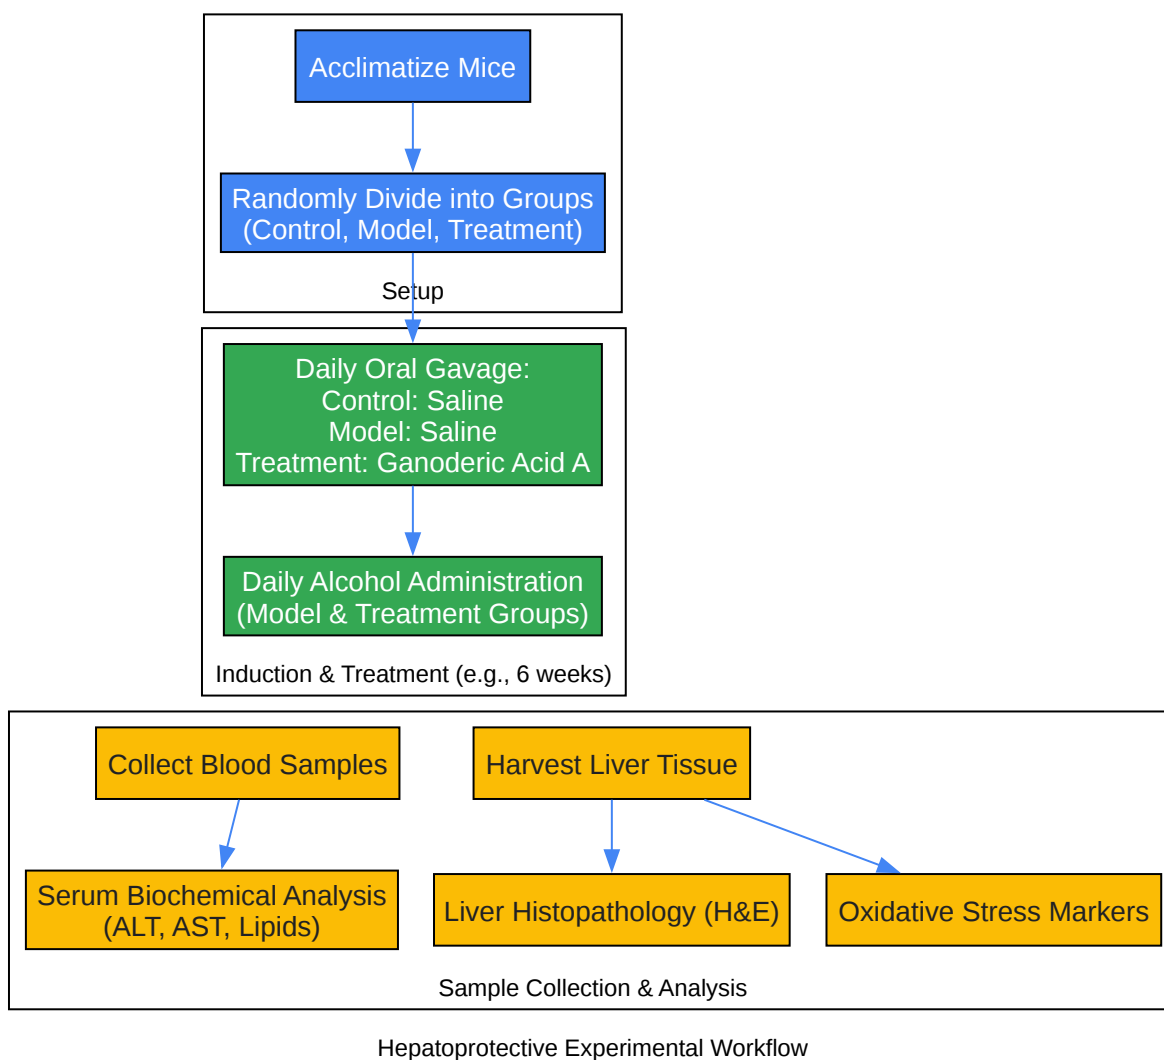 Acclimatize Mice
Randomly Divide into Groups
(Control, Model, Treatment)
Setup
Daily Oral Gavage:
Control: Saline
Model: Saline
Treatment: Ganoderic Acid A
Daily Alcohol Administration
(Model & Treatment Groups)
Induction & Treatment (e.g., 6 weeks)
Collect Blood Samples
Harvest Liver Tissue
Serum Biochemical Analysis
(ALT, AST, Lipids)
Liver Histopathology (H&E)
Oxidative Stress Markers
Sample Collection & Analysis
Hepatoprotective Experimental Workflow